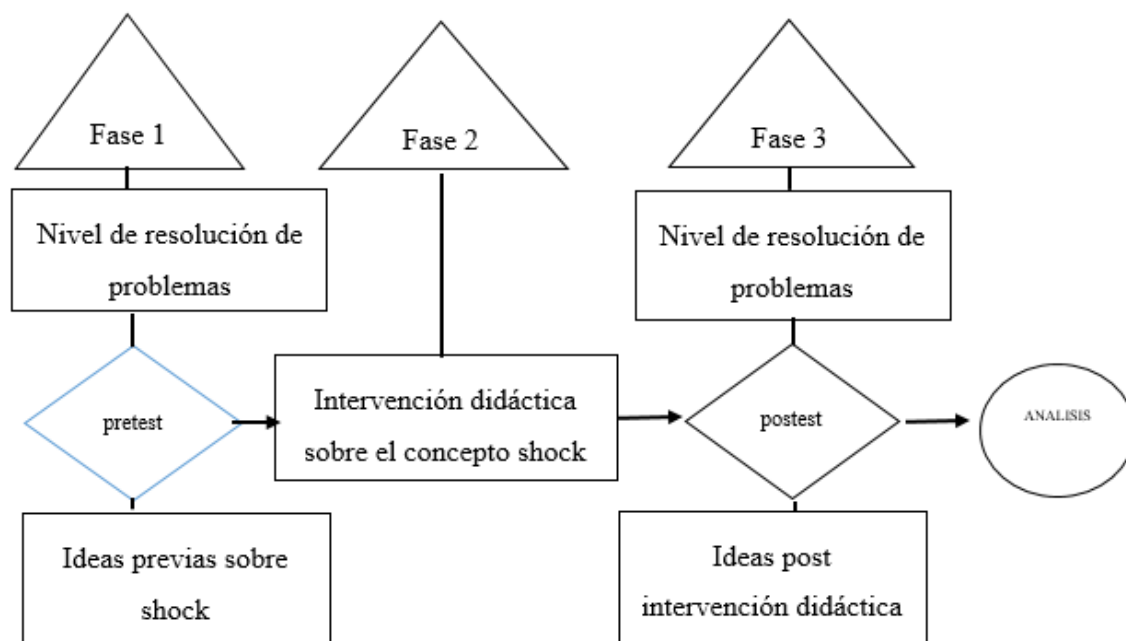 Fase 1
Fase 2
Fase 3
Nivel de resolución de
problemas
Nivel de resolución de
problemas
pretest
Intervención didáctica
sobre el concepto shock
postest
ANALISIS
Ideas previas sobre
shock
Ideas post
intervención didáctica